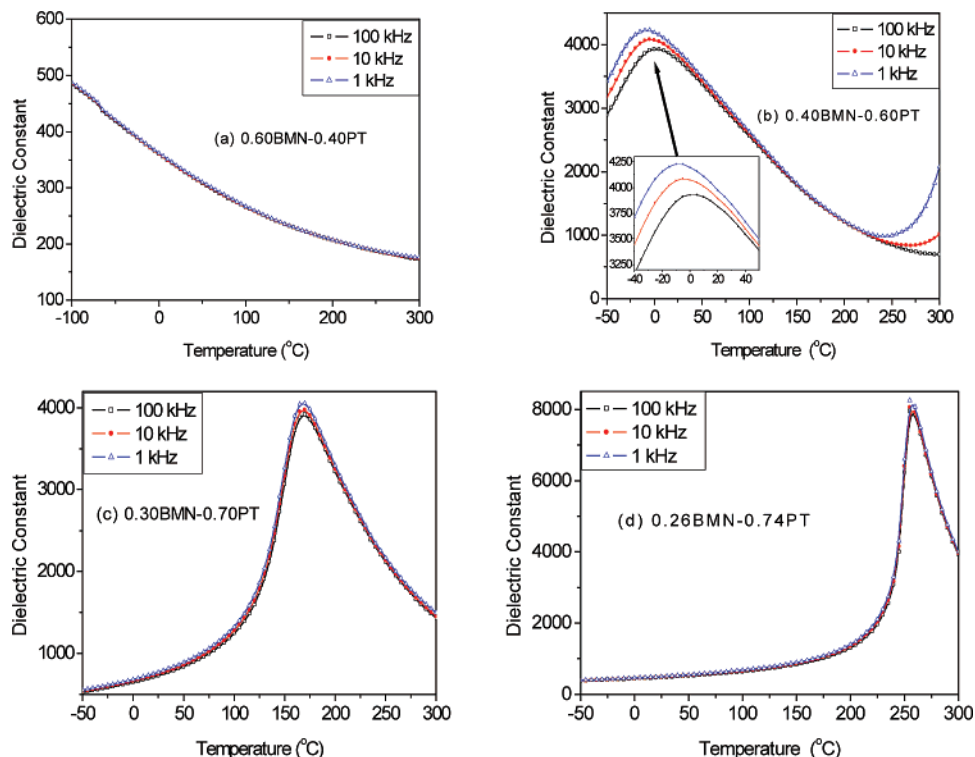 600
500
400
300
200
100
-100
0
100
200
300
Dielectric Constant
Temperature (°C)
100 kHz
10 kHz
1 kHz
(a) 0.60BMN-0.40PT
4000
3000
2000
1000
0
-50
0
50
100
150
200
250
300
Dielectric Constant
Temperature (°C)
100 kHz
10 kHz
1 kHz
(b) 0.40BMN-0.60PT
4250
4000
3750
3500
3250
-40
-20
0
20
40
4000
3000
2000
1000
-50
0
50
100
150
200
250
300
Dielectric Constant
Temperature (°C)
100 kHz
10 kHz
1 kHz
(c) 0.30BMN-0.70PT
8000
6000
4000
2000
0
-50
0
50
100
150
200
250
300
Dielectric Constant
Temperature (°C)
100 kHz
10 kHz
1 kHz
(d) 0.26BMN-0.74PT